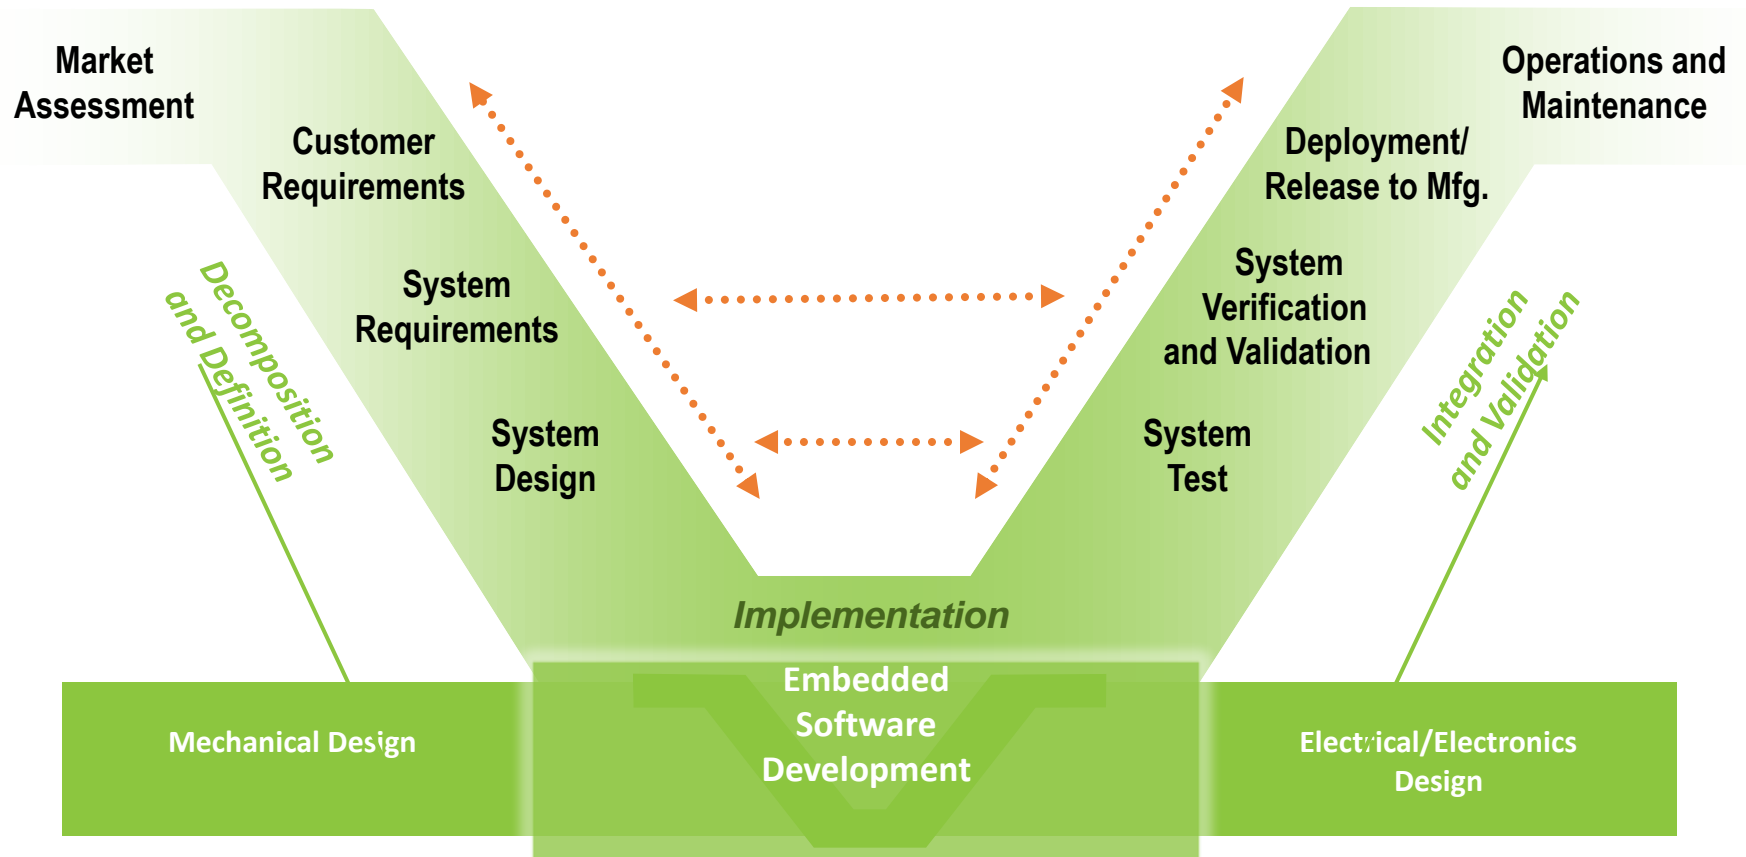 Market
Assessment
Customer
Requirements
System
Requirements
System
Design
Decomposition
and Definition
Operations and
Maintenance
Deployment/
Release to Mfg.
System
Verification
and Validation
System
Test
Integration
and Validation
Implementation
Embedded
Software
Development
Mechanical Design
Electrical/Electronics
Design